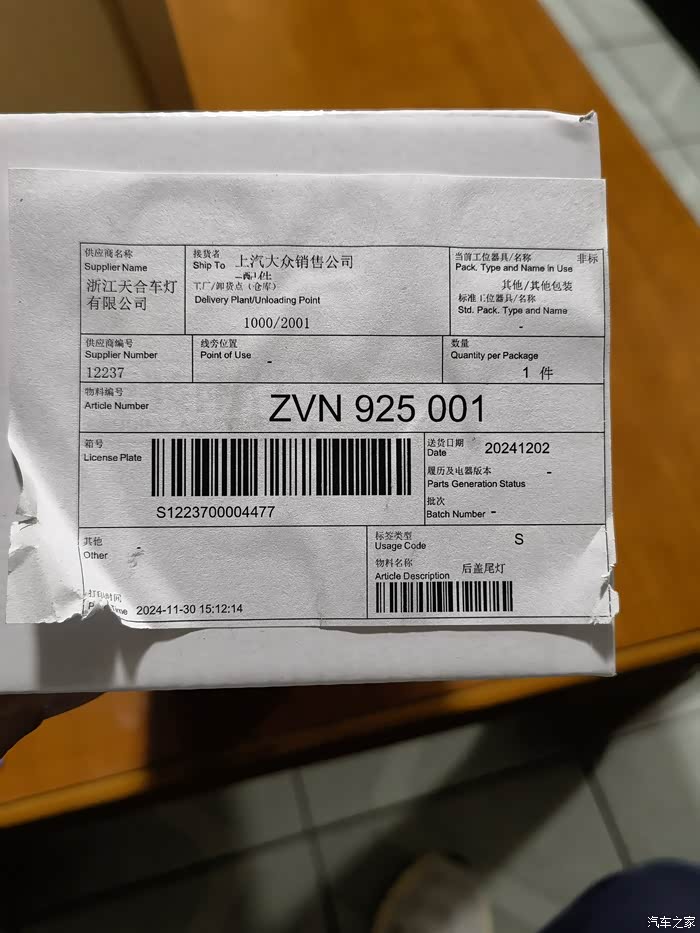 供应商名称
Supplier Name
浙江天合车灯
有限公司
接货者
Ship To 上汽大众销售公司
工厂/卸货点（仓库）
Delivery Plant/Unloading Point
1000/2001
当前工位器具/名称 非标
Pack. Type and Name in Use
其他/其他包装
标准工位器具/名称
Std. Pack. Type and Name
-
供应商编号
Supplier Number
12237
线旁位置
Point of Use -
数量
Quantity per Package
1 件
物料编号
Article Number
ZVN 925 001
箱号
License Plate
S1223700004477
送货日期
Date 20241202
履历及电器版本 -
Parts Generation Status
批次
Batch Number -
其他 -
Other
标签类型
Usage Code S
物料名称
Article Description 后盖尾灯
Time 2024-11-30 15:12:14
汽车之家